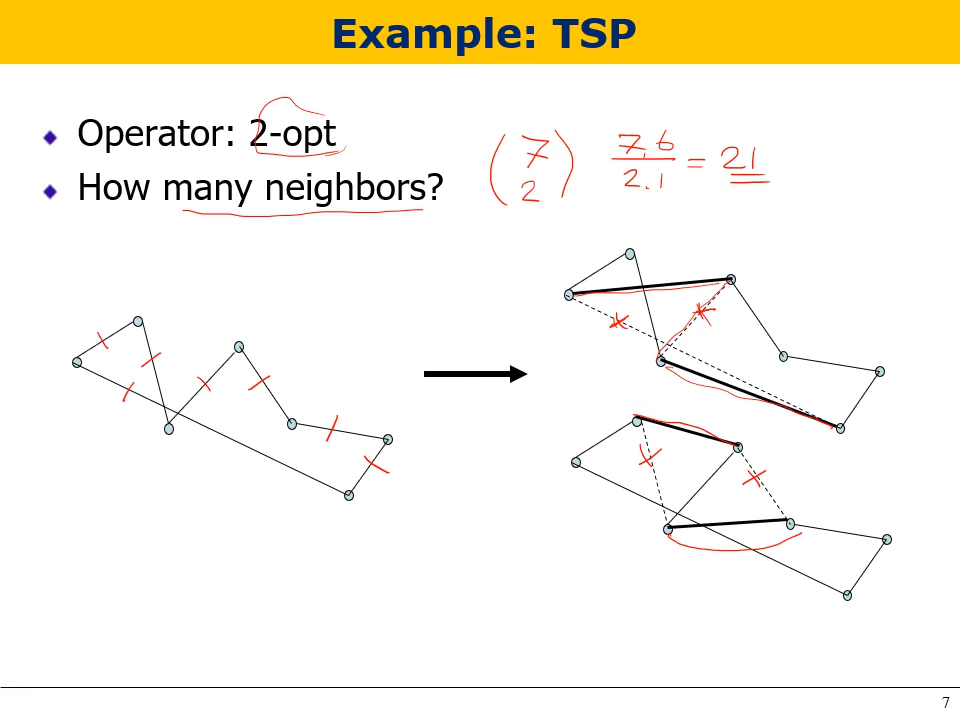 Example: TSP
Operator: 2-opt
How many neighbors?
(7 2) 7.6 / 2.1 = 21
7